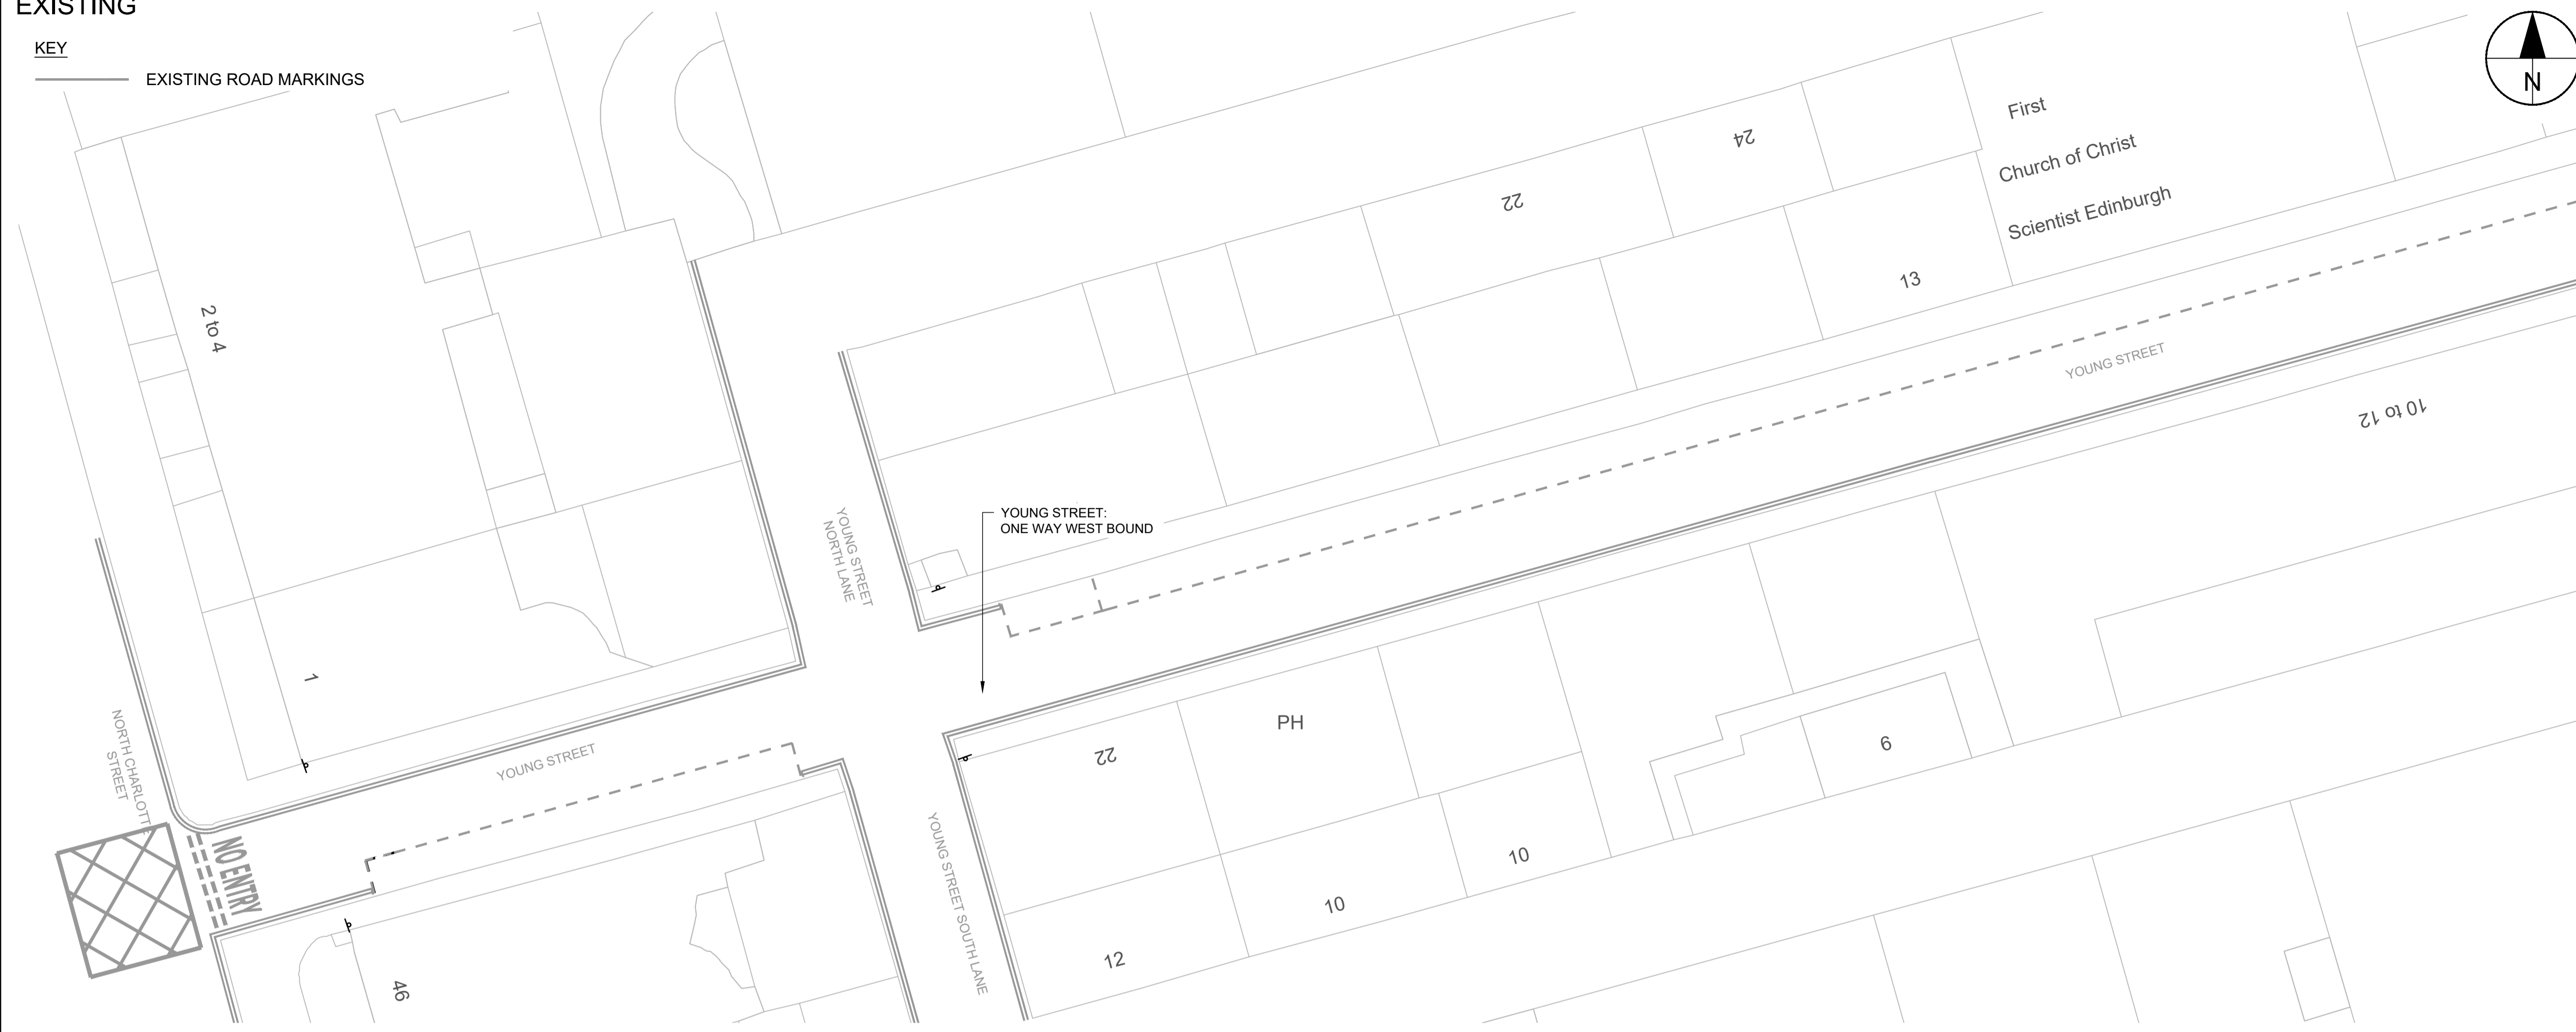 EXISTING
KEY
EXISTING ROAD MARKINGS
N
First
Church of Christ
Scientist Edinburgh
24
22
13
2 to 4
YOUNG STREET
10 to 12
YOUNG STREET:
ONE WAY WEST BOUND
YOUNG STREET
NORTH LANE
1
NORTH CHARLOTTE
STREET
YOUNG STREET
PH
22
6
NO ENTRY
YOUNG STREET SOUTH LANE
10
10
12
46